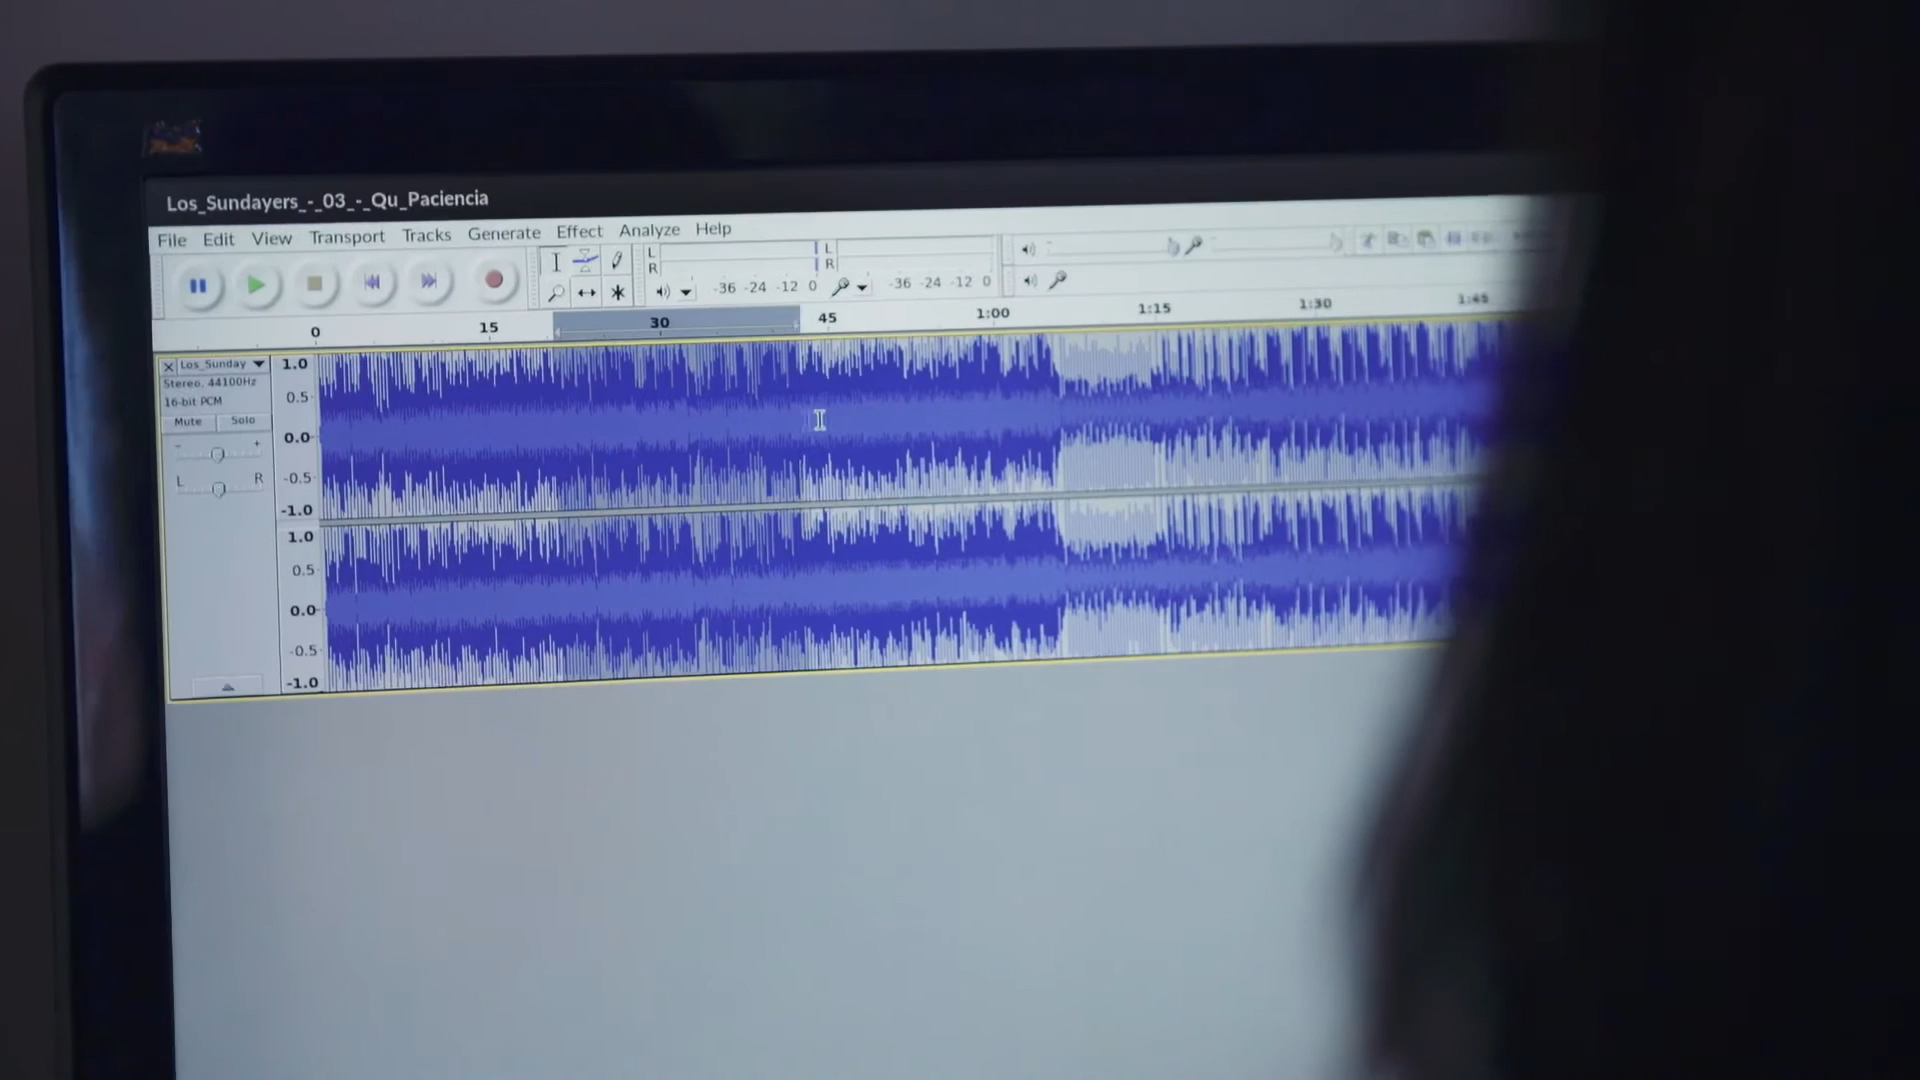 Los_Sundayers_-_03_-_Qu_Paciencia
File Edit View Transport Tracks Generate Effect Analyze Help
L
R
L
R
-36 -24 -12 0
-36 -24 -12 0
0 15 30 45 1:00 1:15 1:30 1:45
Los_Sunday
Stereo, 44100Hz
16-bit PCM
Mute Solo
- +
L R
1.0
0.5
0.0
-0.5
-1.0
1.0
0.5
0.0
-0.5
-1.0